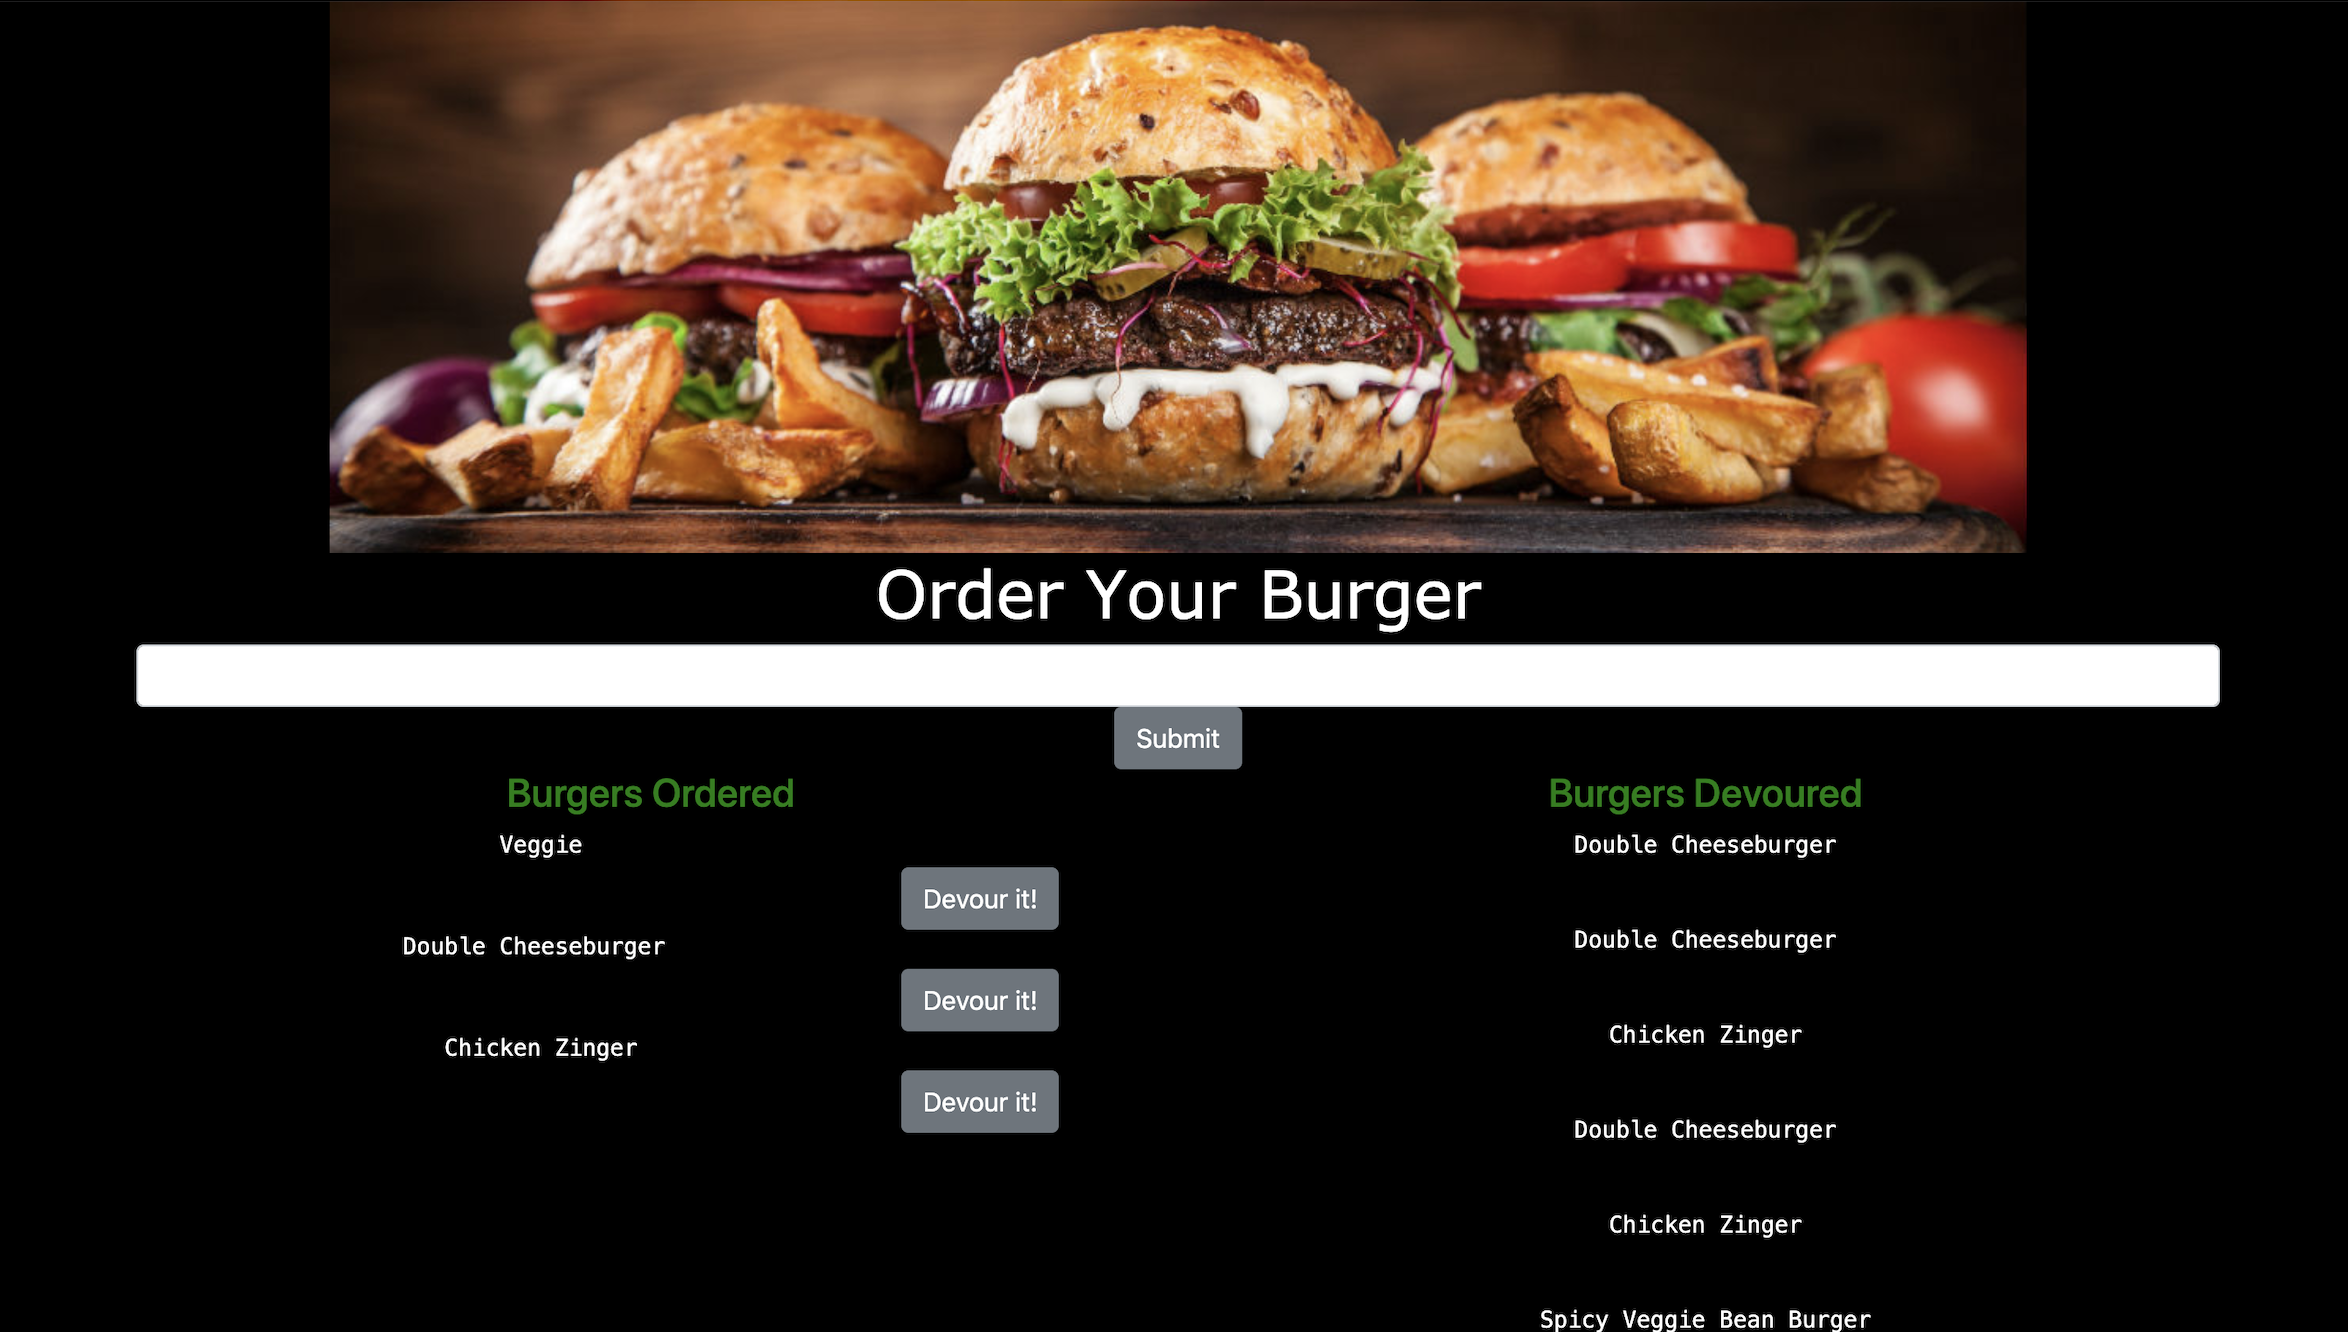 Order Your Burger
Submit
Burgers Ordered
Veggie
Devour it!
Double Cheeseburger
Devour it!
Chicken Zinger
Devour it!
Burgers Devoured
Double Cheeseburger
Double Cheeseburger
Chicken Zinger
Double Cheeseburger
Chicken Zinger
Spicy Veggie Bean Burger